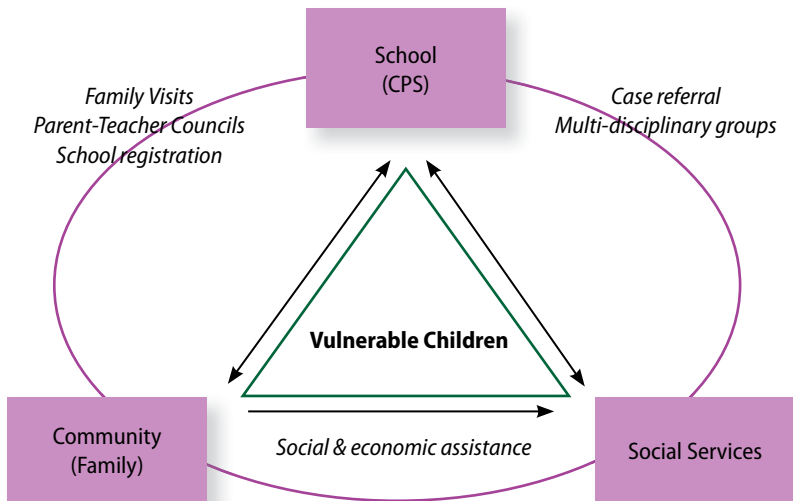 School
(CPS)
Family Visits
Parent-Teacher Councils
School registration
Case referral
Multi-disciplinary groups
Vulnerable Children
Community
(Family)
Social & economic assistance
Social Services